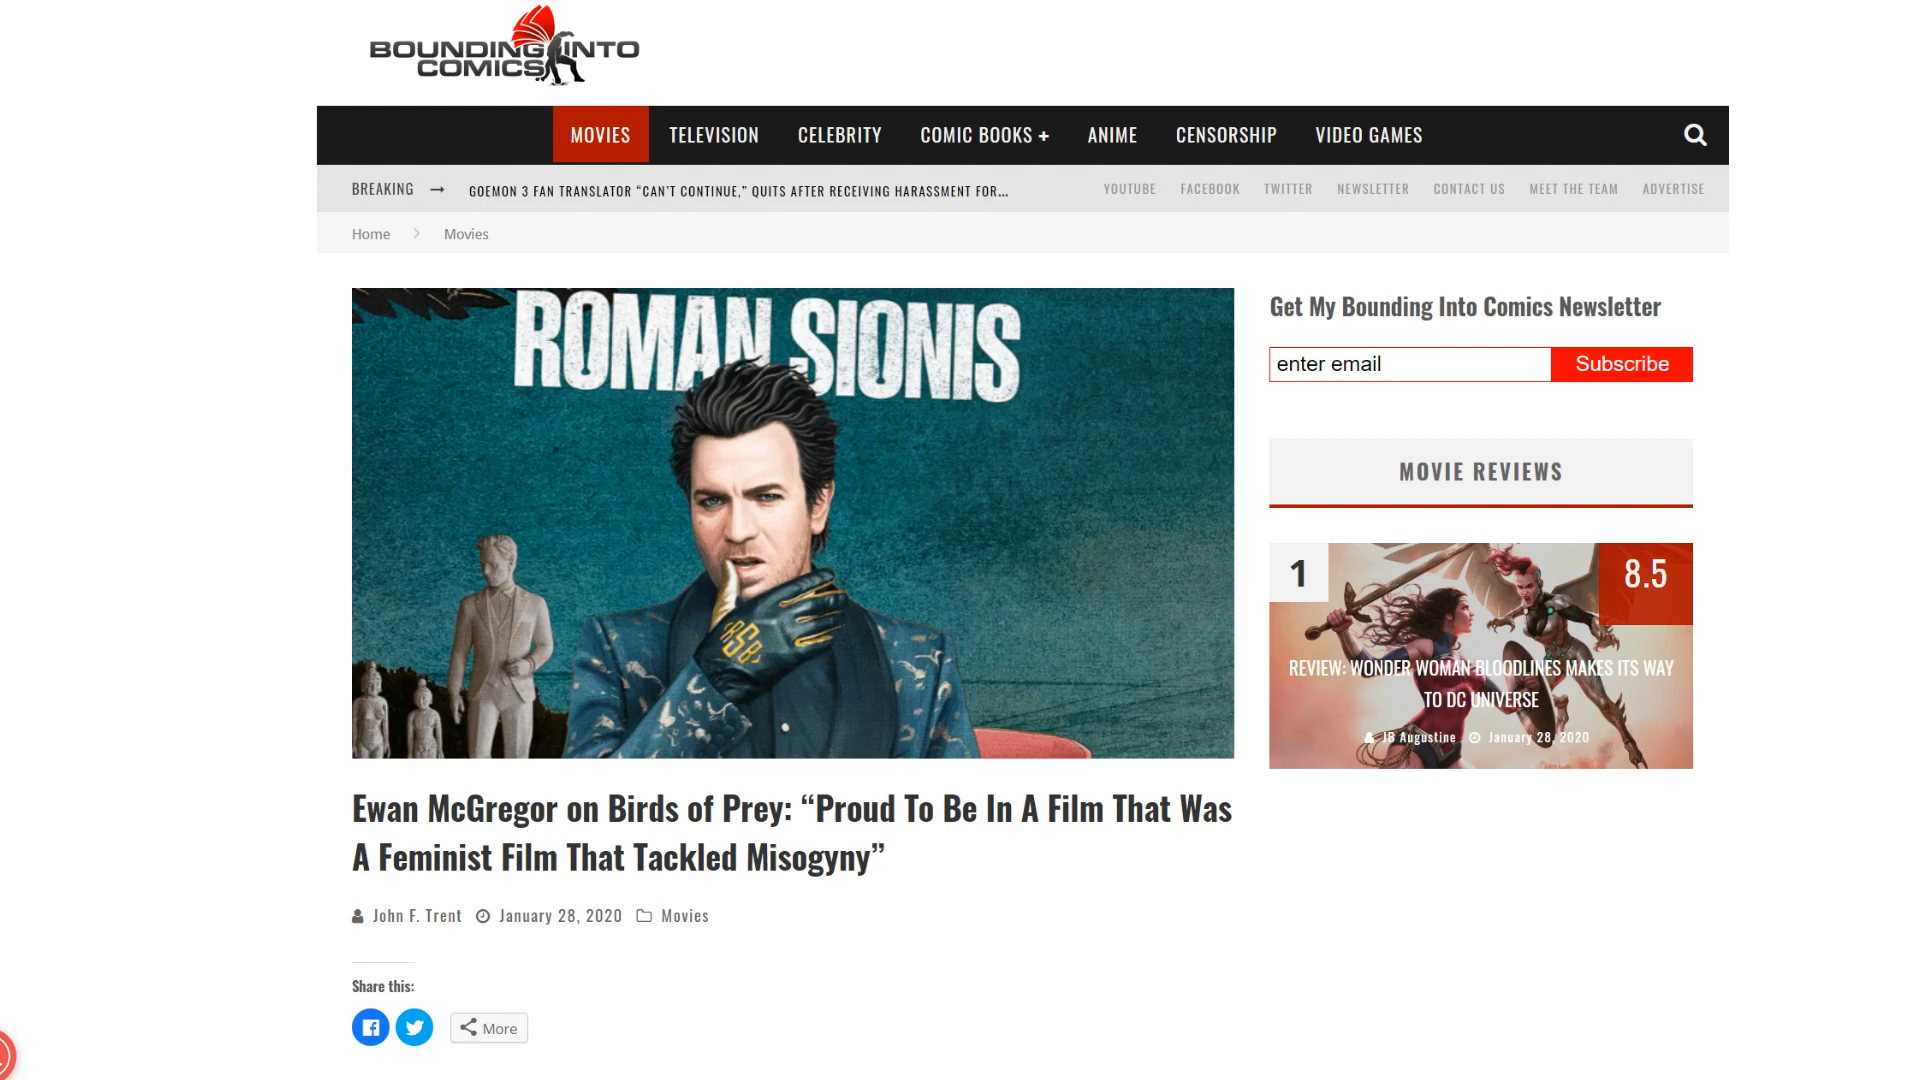 BOUNDING INTO
COMICS
MOVIES TELEVISION CELEBRITY COMIC BOOKS + ANIME CENSORSHIP VIDEO GAMES
BREAKING → GOEMON 3 FAN TRANSLATOR “CAN’T CONTINUE,” QUITS AFTER RECEIVING HARASSMENT FOR... YOUTUBE FACEBOOK TWITTER NEWSLETTER CONTACT US MEET THE TEAM ADVERTISE
Home > Movies
ROMAN SIONIS
RSB
Ewan McGregor on Birds of Prey: “Proud To Be In A Film That Was
A Feminist Film That Tackled Misogyny”
John F. Trent January 28, 2020 Movies
Share this:
More
Get My Bounding Into Comics Newsletter
enter email Subscribe
MOVIE REVIEWS
1 8.5
REVIEW: WONDER WOMAN BLOODLINES MAKES ITS WAY
TO DC UNIVERSE
JB Augustine January 28, 2020